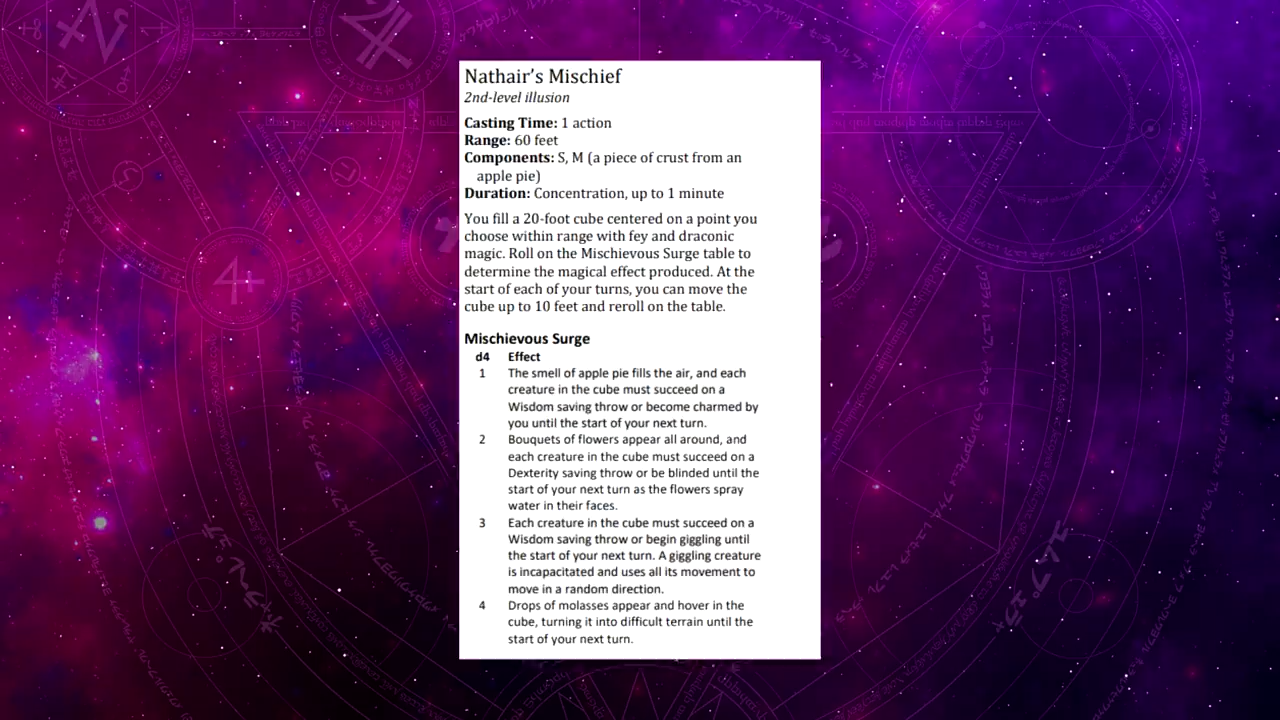 Nathair’s Mischief
2nd-level illusion
Casting Time: 1 action
Range: 60 feet
Components: S, M (a piece of crust from an
apple pie)
Duration: Concentration, up to 1 minute
You fill a 20-foot cube centered on a point you
choose within range with fey and draconic
magic. Roll on the Mischievous Surge table to
determine the magical effect produced. At the
start of each of your turns, you can move the
cube up to 10 feet and reroll on the table.
Mischievous Surge
d4 Effect
1 The smell of apple pie fills the air, and each
creature in the cube must succeed on a
Wisdom saving throw or become charmed by
you until the start of your next turn.
2 Bouquets of flowers appear all around, and
each creature in the cube must succeed on a
Dexterity saving throw or be blinded until the
start of your next turn as the flowers spray
water in their faces.
3 Each creature in the cube must succeed on a
Wisdom saving throw or begin giggling until
the start of your next turn. A giggling creature
is incapacitated and uses all its movement to
move in a random direction.
4 Drops of molasses appear and hover in the
cube, turning it into difficult terrain until the
start of your next turn.